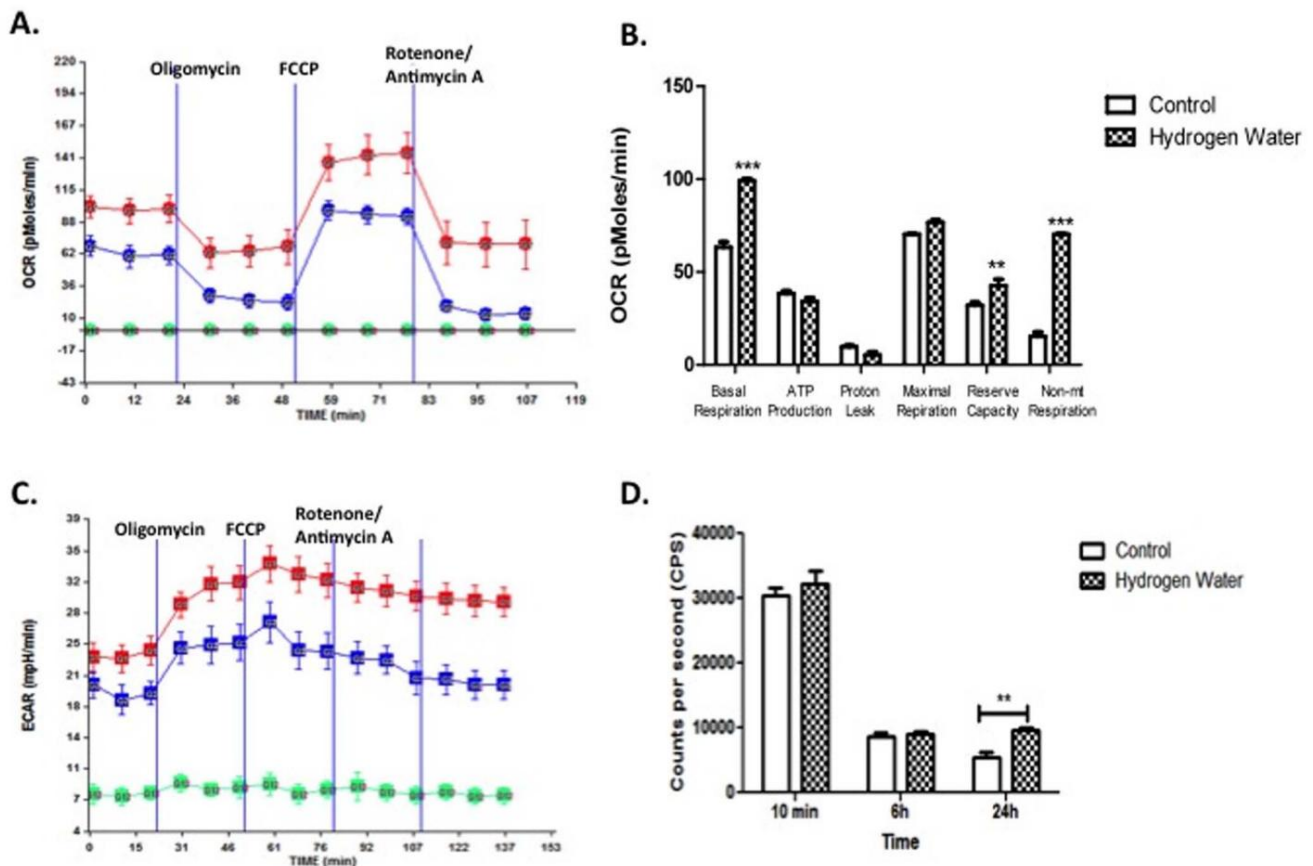 A.
Oligomycin
FCCP
Rotenone/
Antimycin A
OCR (pMoles/min)
220
194
167
141
115
88
62
36
10
-17
-43
0 12 24 36 48 59 71 83 95 107 119
TIME (min)
B.
Control
Hydrogen Water
OCR (pMoles/min)
150
100
50
0
***
**
***
Basal
Respiration
ATP
Production
Proton
Leak
Maximal
Repiration
Reserve
Capacity
Non-mt
Respiration
C.
Oligomycin
FCCP
Rotenone/
Antimycin A
ECAR (mpH/min)
39
35
32
28
25
21
18
14
11
7
4
0 15 31 46 61 76 92 107 122 137 153
TIME (min)
D.
Control
Hydrogen Water
Counts per second (CPS)
40000
30000
20000
10000
0
**
10 min 6h 24h
Time